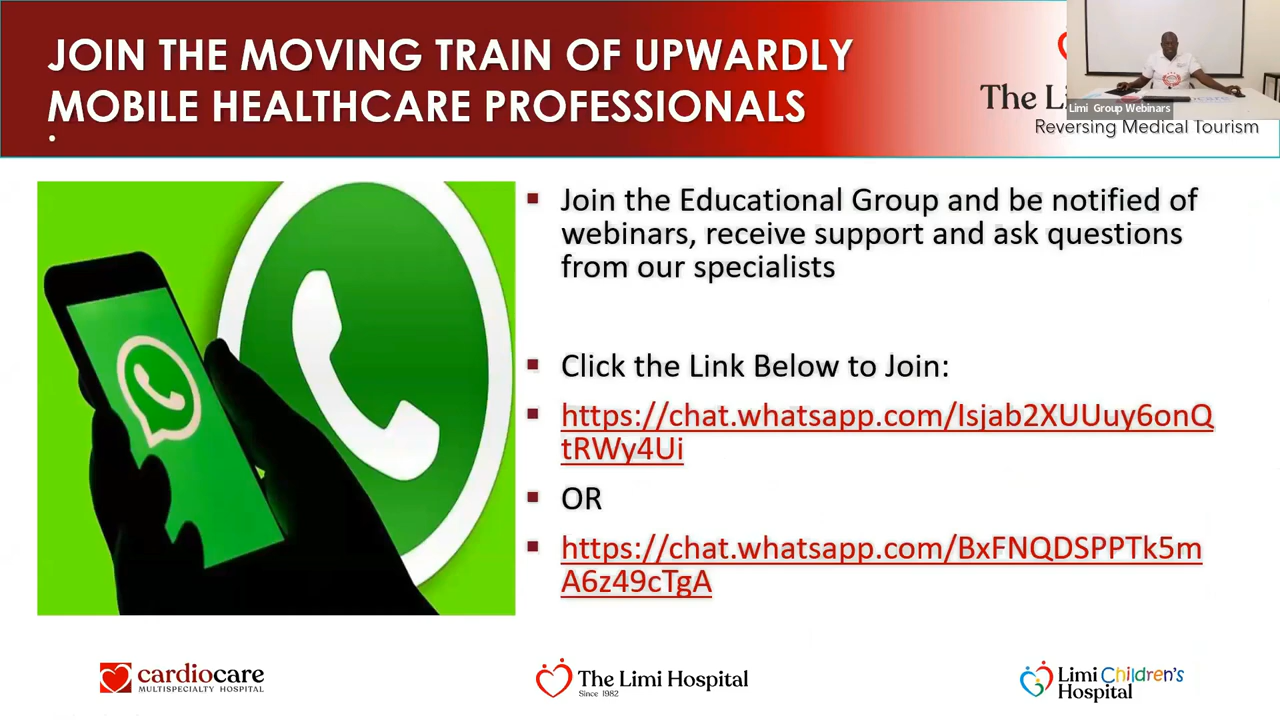 JOIN THE MOVING TRAIN OF UPWARDLY
MOBILE HEALTHCARE PROFESSIONALS
The Li
Limi Group Webinars
Reversing Medical Tourism
Join the Educational Group and be notified of
webinars, receive support and ask questions
from our specialists
Click the Link Below to Join:
https://chat.whatsapp.com/Isjab2XUUuy6onQ
tRWy4Ui
OR
https://chat.whatsapp.com/BxFNQDSPPTk5m
A6z49cTgA
cardiocare
MULTISPECIALTY HOSPITAL
The Limi Hospital
Since 1982
Limi Children's
Hospital